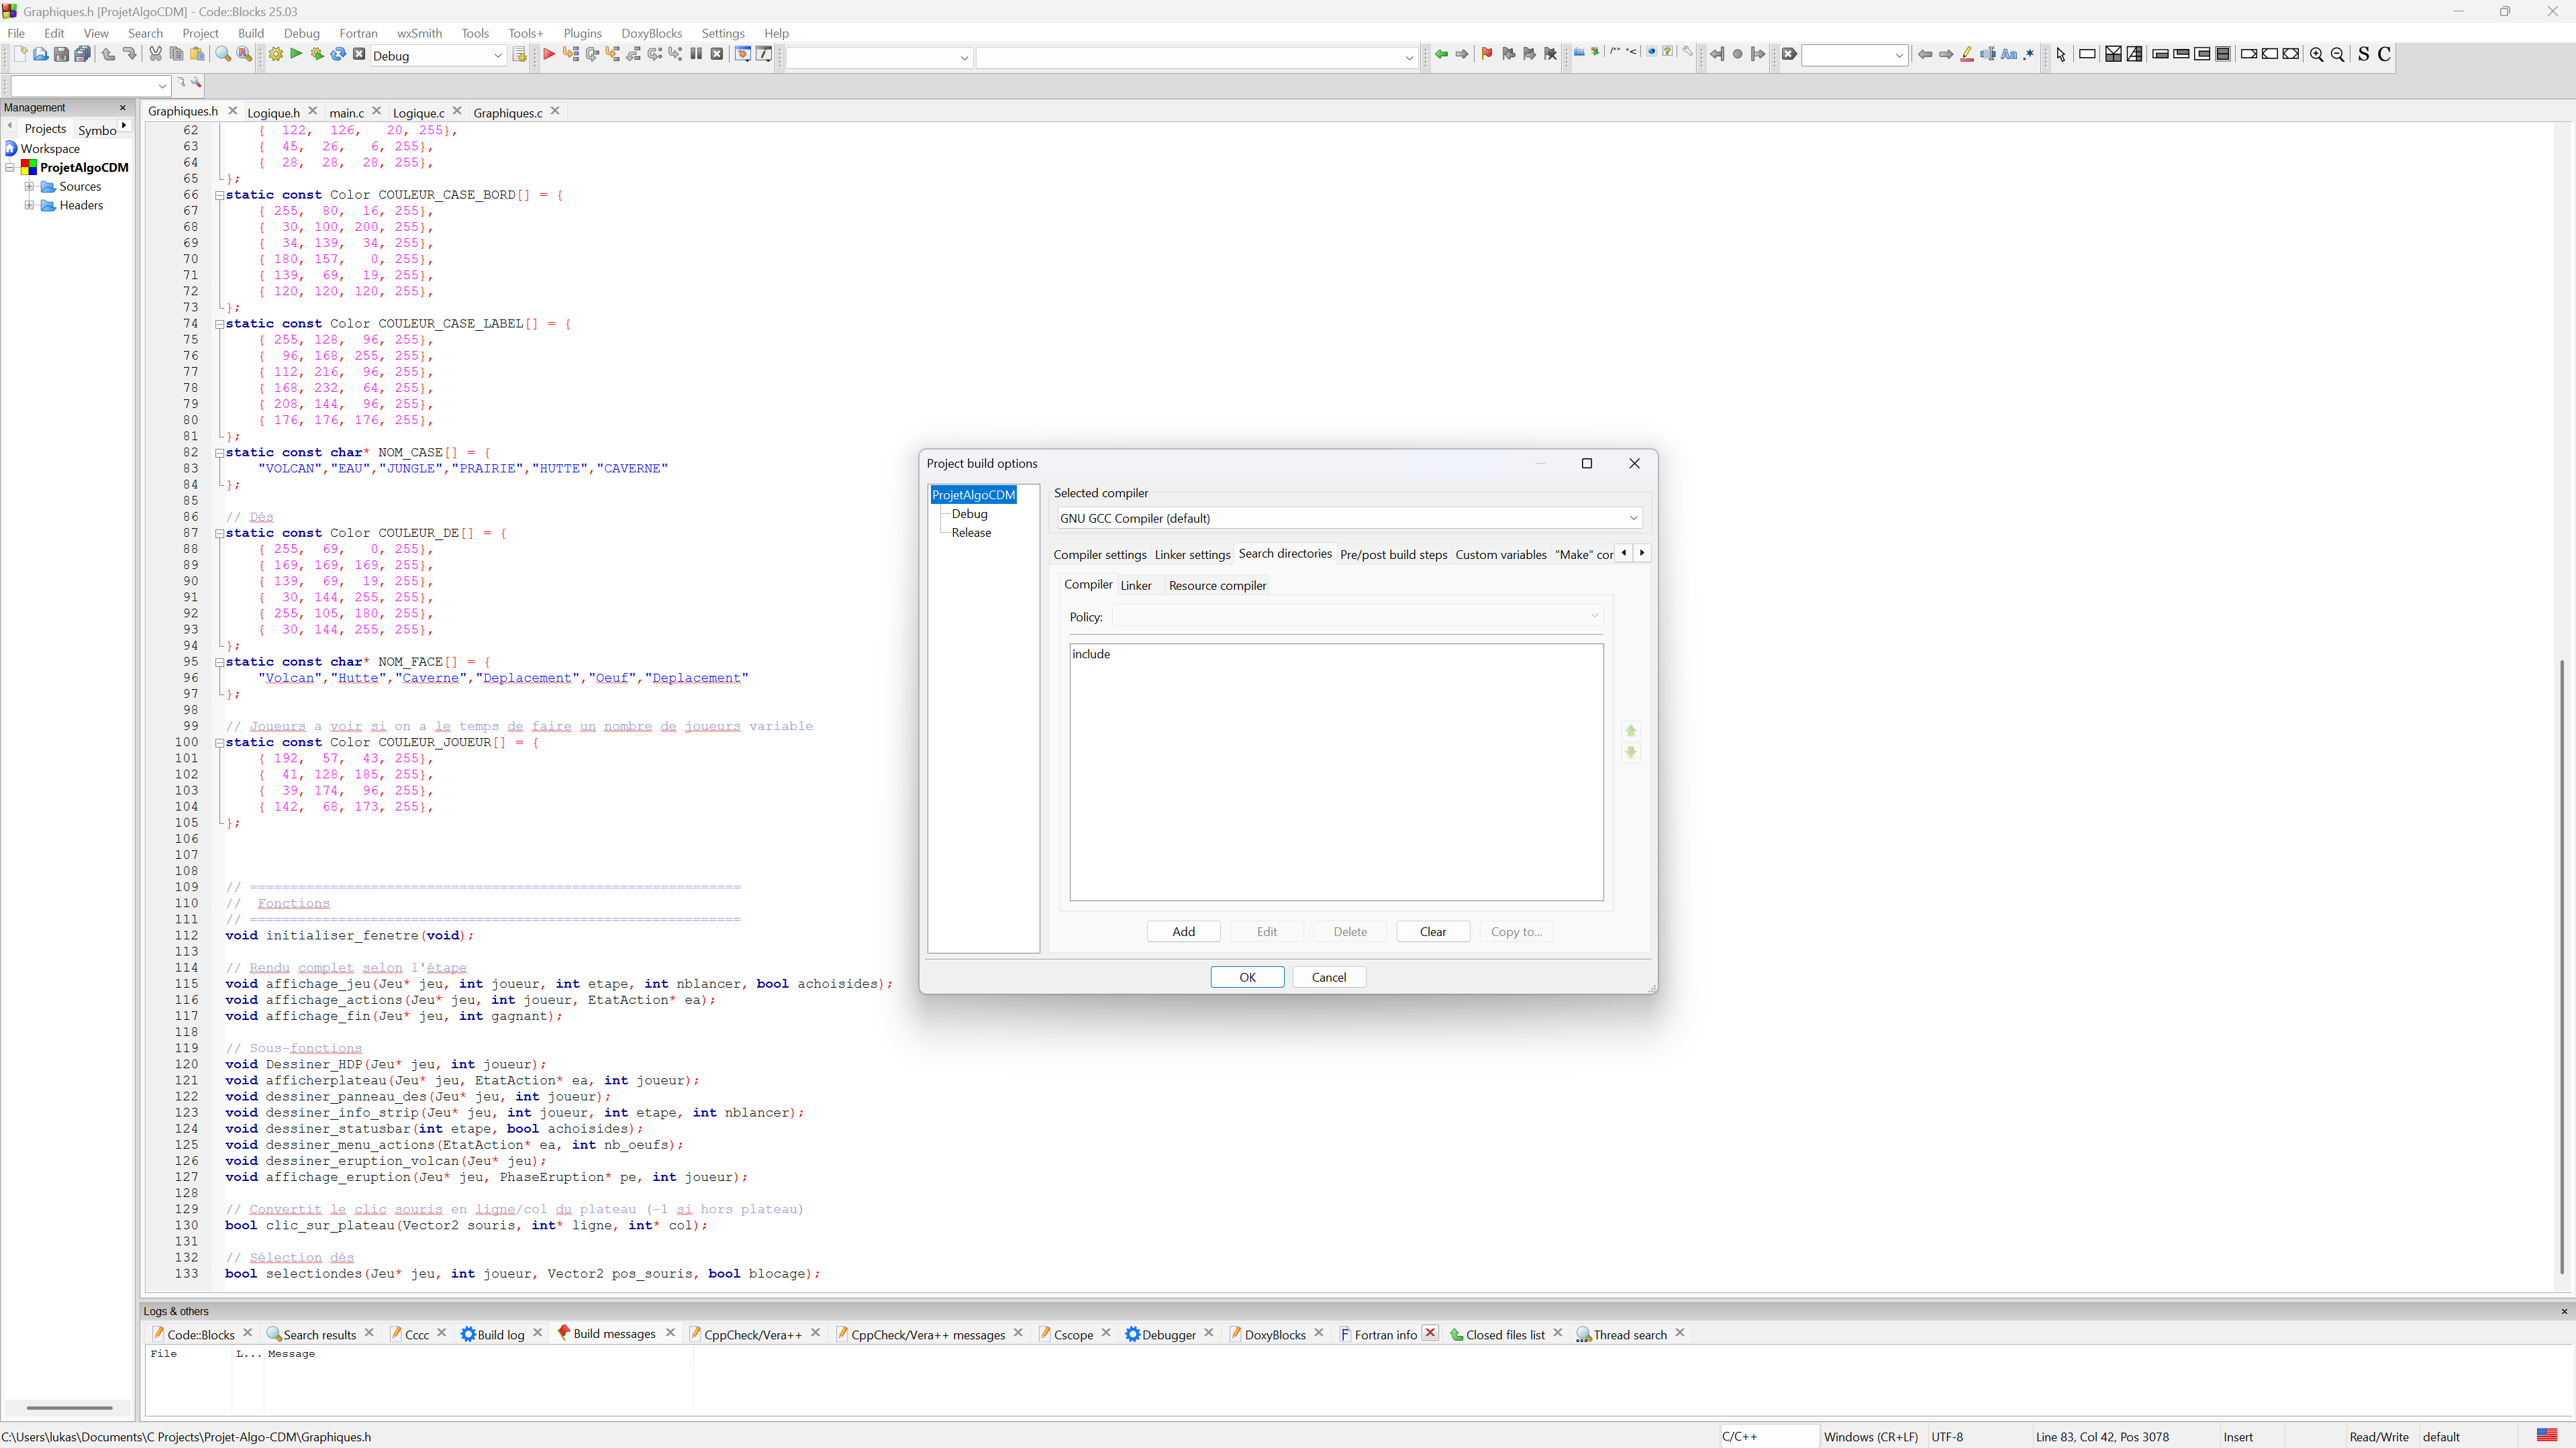 Graphiques.h [ProjetAlgoCDM] - Code::Blocks 25.03
File Edit View Search Project Build Debug Fortran wxSmith Tools Tools+ Plugins DoxyBlocks Settings Help
Debug
S C
Management
Projects Symbo
Workspace
ProjetAlgoCDM
Sources
Headers
Graphiques.h Logique.h main.c Logique.c Graphiques.c
62 { 122, 126, 20, 255},
63 { 45, 26, 6, 255},
64 { 28, 28, 28, 255},
65 };
66 static const Color COULEUR_CASE_BORD[] = {
67 { 255, 80, 16, 255},
68 { 30, 100, 200, 255},
69 { 34, 139, 34, 255},
70 { 180, 157, 0, 255},
71 { 139, 69, 19, 255},
72 { 120, 120, 120, 255},
73 };
74 static const Color COULEUR_CASE_LABEL[] = {
75 { 255, 128, 96, 255},
76 { 96, 168, 255, 255},
77 { 112, 216, 96, 255},
78 { 168, 232, 64, 255},
79 { 208, 144, 96, 255},
80 { 176, 176, 176, 255},
81 };
82 static const char* NOM_CASE[] = {
83 "VOLCAN","EAU","JUNGLE","PRAIRIE","HUTTE","CAVERNE"
84 };
85
86 // Dés
87 static const Color COULEUR_DE[] = {
88 { 255, 69, 0, 255},
89 { 169, 169, 169, 255},
90 { 139, 69, 19, 255},
91 { 30, 144, 255, 255},
92 { 255, 105, 180, 255},
93 { 30, 144, 255, 255},
94 };
95 static const char* NOM_FACE[] = {
96 "Volcan","Hutte","Caverne","Deplacement","Oeuf","Deplacement"
97 };
98
99 // Joueurs a voir si on a le temps de faire un nombre de joueurs variable
100 static const Color COULEUR_JOUEUR[] = {
101 { 192, 57, 43, 255},
102 { 41, 128, 185, 255},
103 { 39, 174, 96, 255},
104 { 142, 68, 173, 255},
105 };
106
107
108
109 // =============================================================
110 // Fonctions
111 // =============================================================
112 void initialiser_fenetre(void);
113
114 // Rendu complet selon l'étape
115 void affichage_jeu(Jeu* jeu, int joueur, int etape, int nblancer, bool achoisides);
116 void affichage_actions(Jeu* jeu, int joueur, EtatAction* ea);
117 void affichage_fin(Jeu* jeu, int gagnant);
118
119 // Sous-fonctions
120 void Dessiner_HDP(Jeu* jeu, int joueur);
121 void afficherplateau(Jeu* jeu, EtatAction* ea, int joueur);
122 void dessiner_panneau_des(Jeu* jeu, int joueur);
123 void dessiner_info_strip(Jeu* jeu, int joueur, int etape, int nblancer);
124 void dessiner_statusbar(int etape, bool achoisides);
125 void dessiner_menu_actions(EtatAction* ea, int nb_oeufs);
126 void dessiner_eruption_volcan(Jeu* jeu);
127 void affichage_eruption(Jeu* jeu, PhaseEruption* pe, int joueur);
128
129 // Convertit le clic souris en ligne/col du plateau (-1 si hors plateau)
130 bool clic_sur_plateau(Vector2 souris, int* ligne, int* col);
131
132 // Sélection dés
133 bool selectiondes(Jeu* jeu, int joueur, Vector2 pos_souris, bool blocage);
Project build options
ProjetAlgoCDM
Debug
Release
Selected compiler
GNU GCC Compiler (default)
Compiler settings Linker settings Search directories Pre/post build steps Custom variables "Make" cor
Compiler Linker Resource compiler
Policy:
include
Add Edit Delete Clear Copy to...
OK Cancel
Logs & others
Code::Blocks Search results Cccc Build log Build messages CppCheck/Vera++ CppCheck/Vera++ messages Cscope Debugger DoxyBlocks Fortran info Closed files list Thread search
File L... Message
C:\Users\lukas\Documents\C Projects\Projet-Algo-CDM\Graphiques.h C/C++ Windows (CR+LF) UTF-8 Line 83, Col 42, Pos 3078 Insert Read/Write default